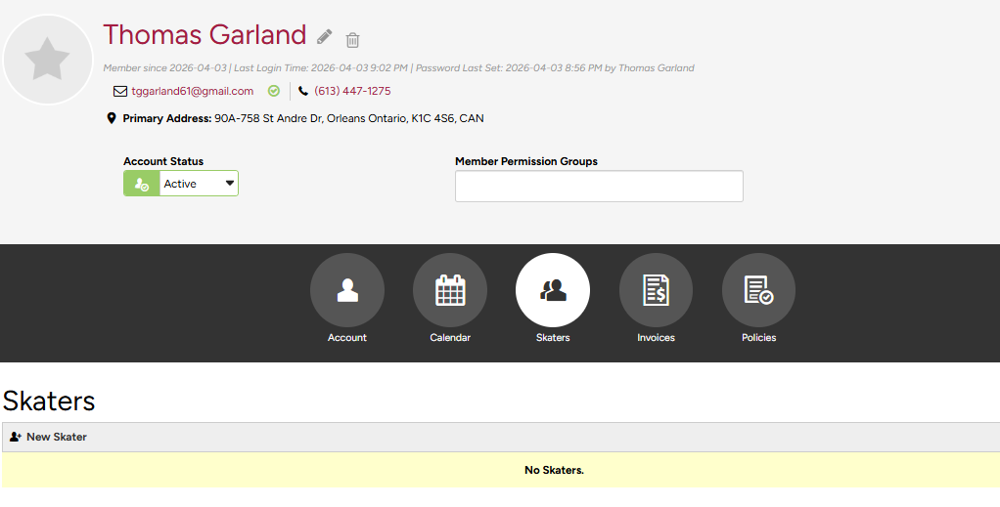 Thomas Garland
Member since 2026-04-03 | Last Login Time: 2026-04-03 9:02 PM | Password Last Set: 2026-04-03 8:56 PM by Thomas Garland
tggarland61@gmail.com (613) 447-1275
Primary Address: 90A-758 St Andre Dr, Orleans Ontario, K1C 4S6, CAN
Account Status Member Permission Groups
Active
Account Calendar Skaters Invoices Policies
Skaters
New Skater
No Skaters.